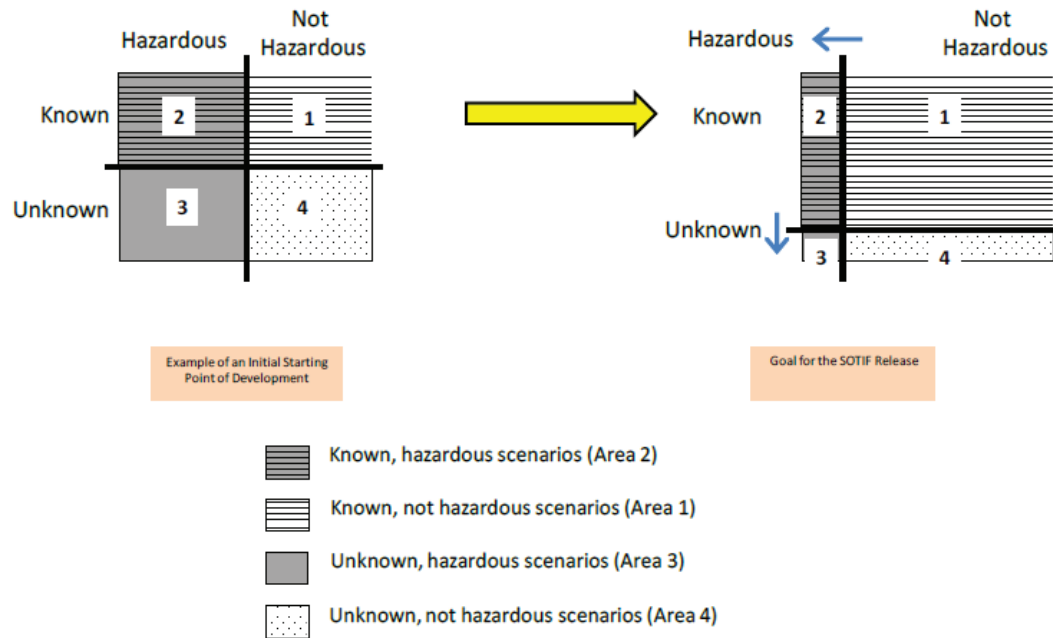 Hazardous
Not
Hazardous
Known
2
1
Unknown
3
4
Hazardous
Not
Hazardous
Known
2
1
Unknown
3
4
Example of an Initial Starting
Point of Development
Goal for the SOTIF Release
Known, hazardous scenarios (Area 2)
Known, not hazardous scenarios (Area 1)
Unknown, hazardous scenarios (Area 3)
Unknown, not hazardous scenarios (Area 4)